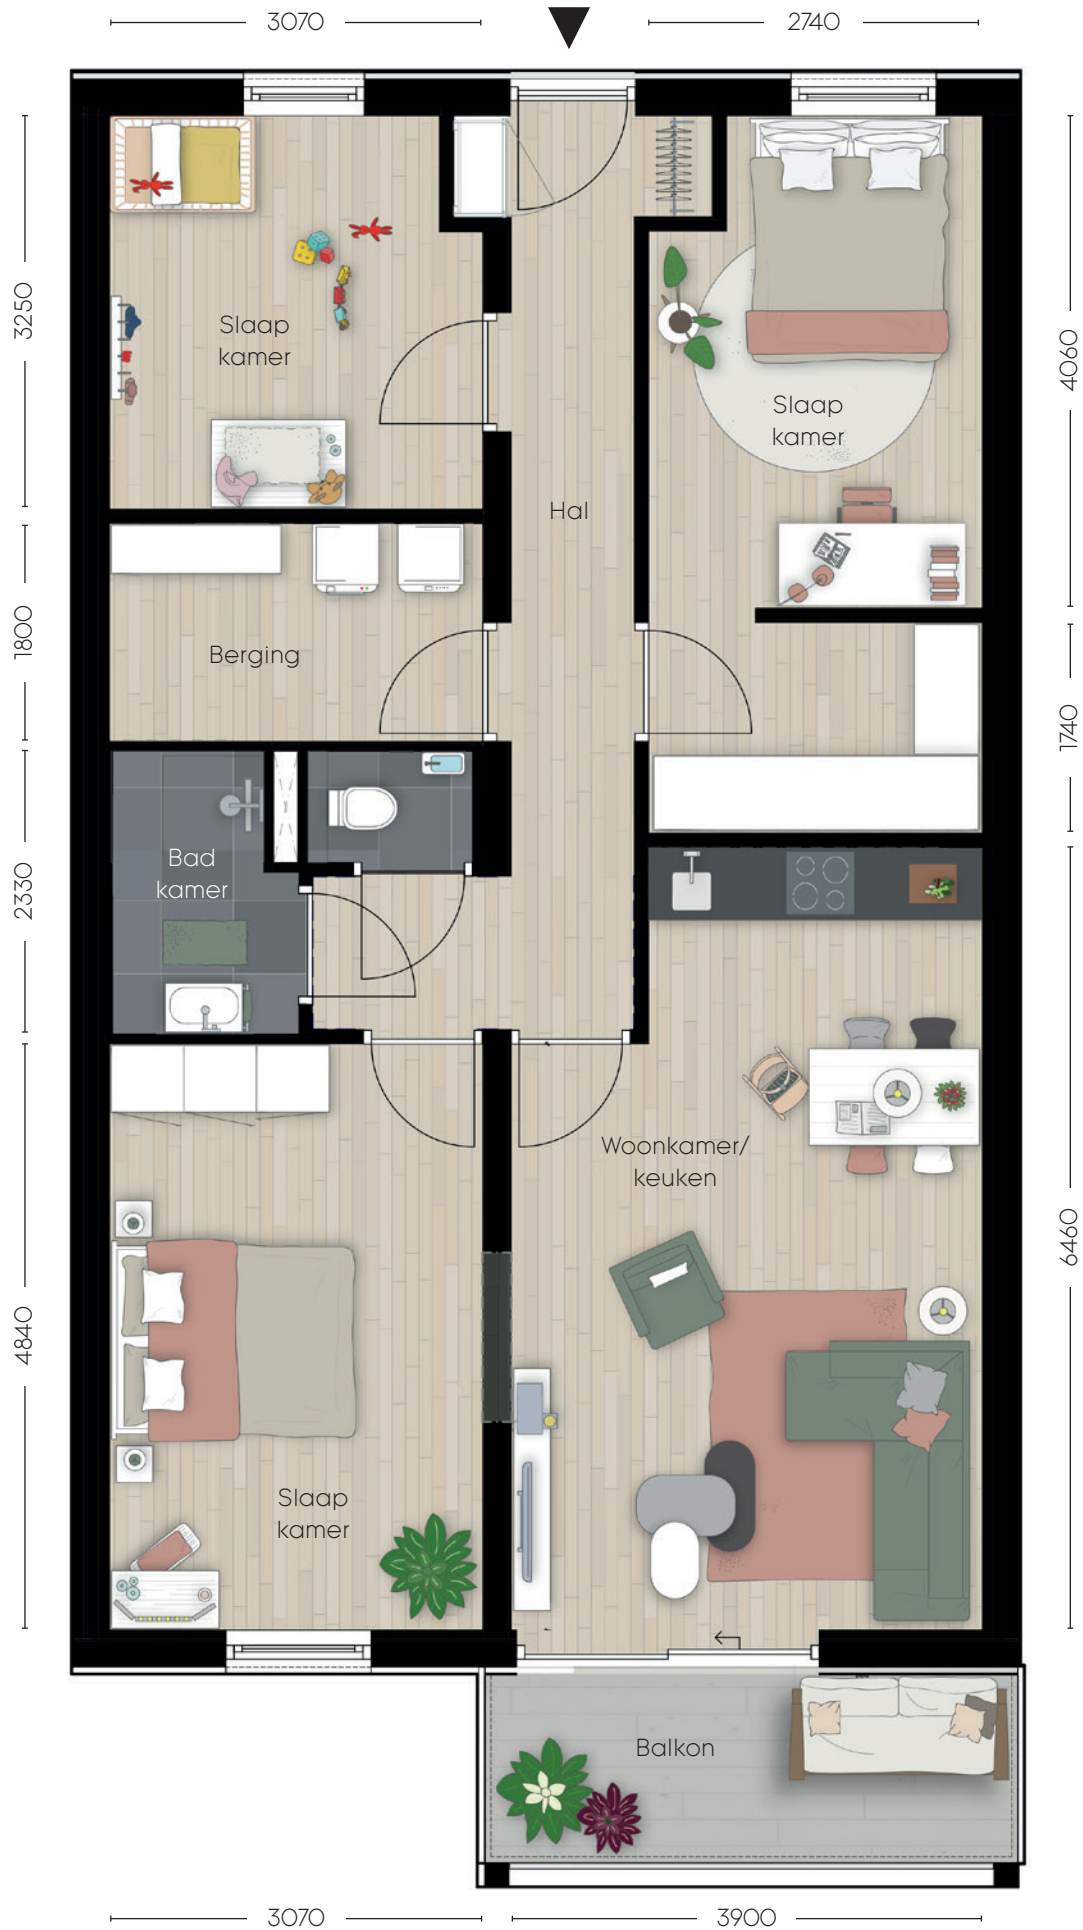 3070
2740
3250
Slaap
kamer
4060
Slaap
kamer
Hal
1800
Berging
1740
2330
Bad
kamer
Woonkamer/
keuken
6460
4840
Slaap
kamer
Balkon
3070
3900